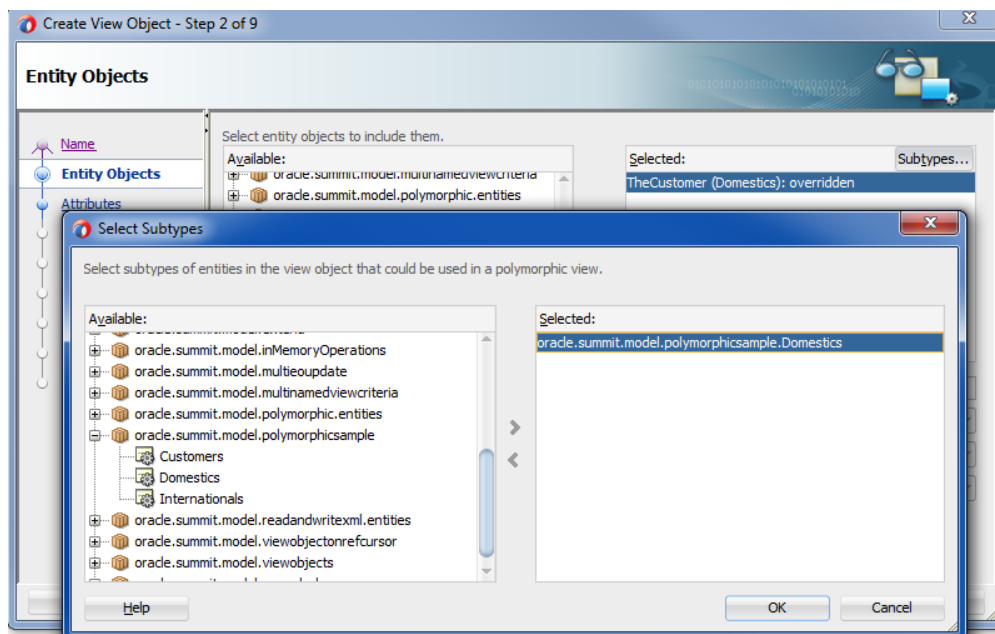 Create View Object - Step 2 of 9
Entity Objects
Name
Entity Objects
Attributes
Select entity objects to include them.
Available:
oracle.summit.model.multinamedviewcriteria
oracle.summit.model.polymorphic.entities
Selected:
Subtypes...
TheCustomer (Domestics): overridden
Select Subtypes
Select subtypes of entities in the view object that could be used in a polymorphic view.
Available:
oracle.summit.model.inMemoryOperations
oracle.summit.model.multieoupdate
oracle.summit.model.multinamedviewcriteria
oracle.summit.model.polymorphic.entities
oracle.summit.model.polymorphicsample
Customers
Domestics
Internationals
oracle.summit.model.readandwritexml.entities
oracle.summit.model.viewobjectonrefcursor
oracle.summit.model.viewobjects
Selected:
oracle.summit.model.polymorphicsample.Domestics
Help
OK
Cancel